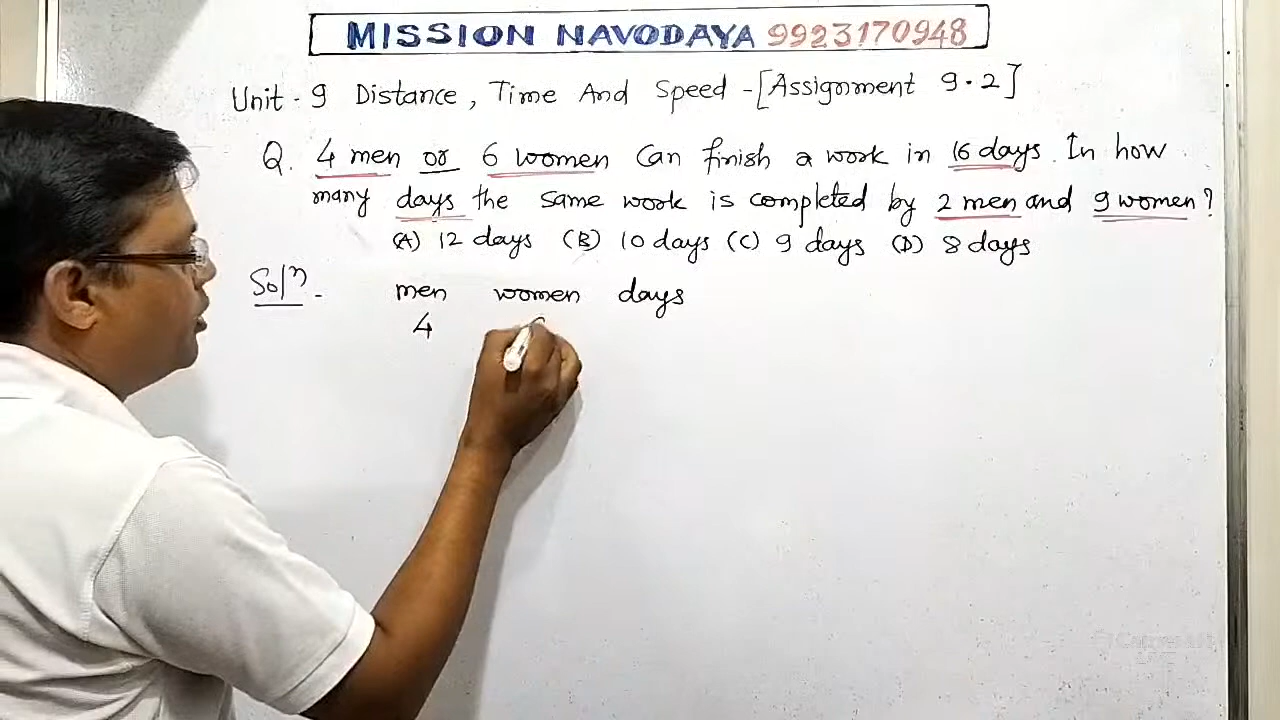 MISSION NAVODAYA 9923170948
Unit - 9 Distance, Time And Speed - [Assignment 9.2]
Q. 4 men or 6 women Can finish a work in 16 days. In how
many days the same work is completed by 2 men and 9 women?
(A) 12 days (B) 10 days (C) 9 days (D) 8 days
Solⁿ - men women days
4